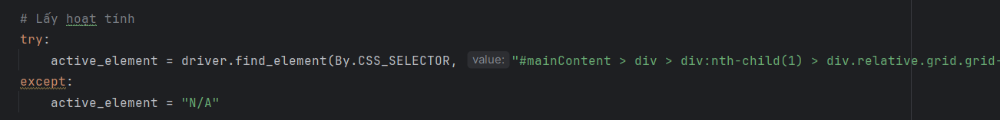 # Lấy hoạt tính
try:
    active_element = driver.find_element(By.CSS_SELECTOR, value: "#mainContent > div > div:nth-child(1) > div.relative.grid.grid-
except:
    active_element = "N/A"